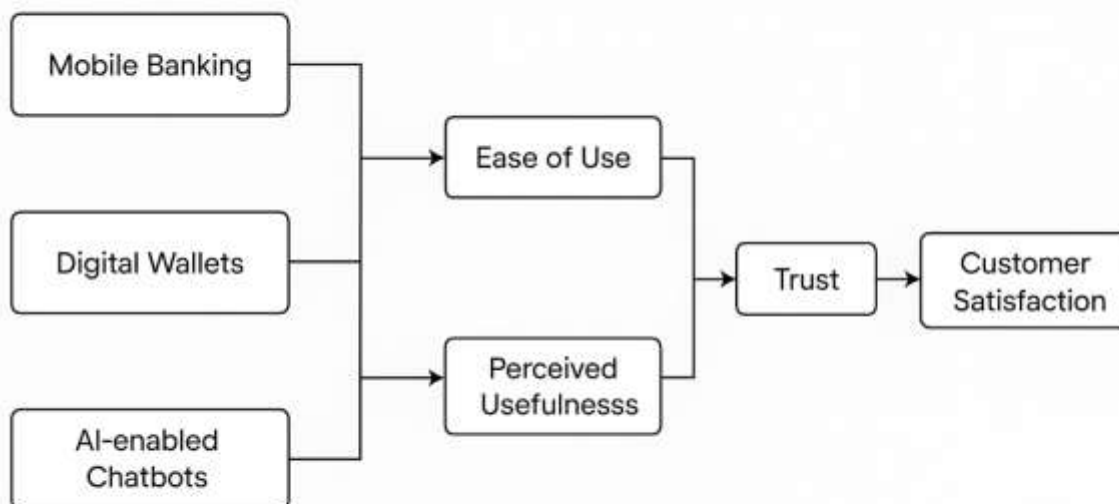 Mobile Banking
Digital Wallets
AI-enabled
Chatbots
Ease of Use
Perceived
Usefulnesss
Trust
Customer
Satisfaction